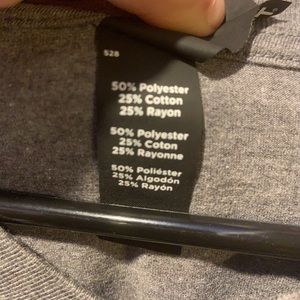 528
50% Polyester
25% Cotton
25% Rayon
50% Polyester
25% Coton
25% Rayonne
50% Poliéster
25% Algodón
25% Rayón